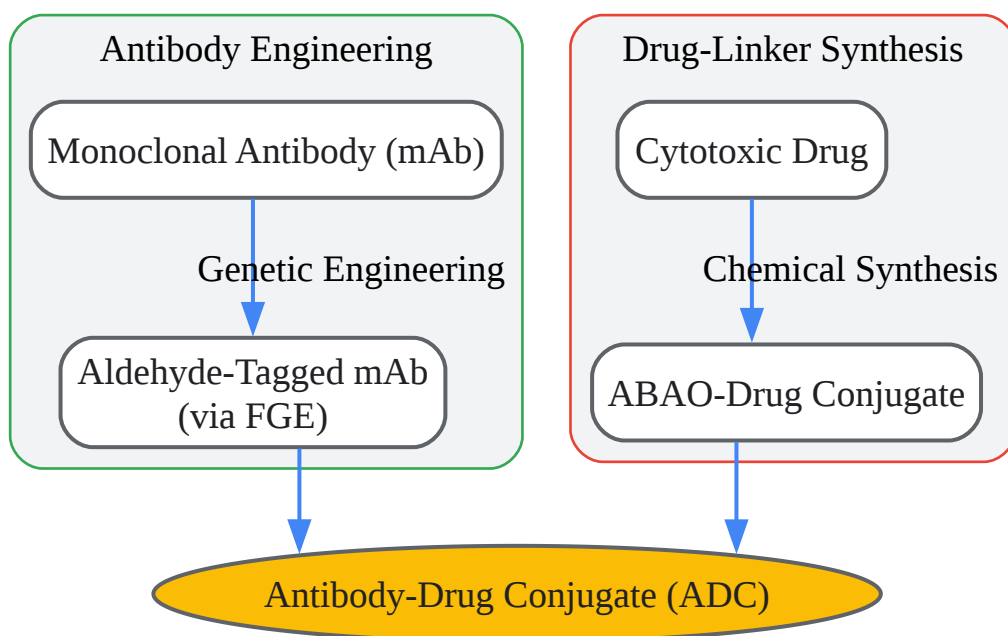 Antibody Engineering
Monoclonal Antibody (mAb)
Genetic Engineering
Aldehyde-Tagged mAb
(via FGE)
Drug-Linker Synthesis
Cytotoxic Drug
Chemical Synthesis
ABAO-Drug Conjugate
Antibody-Drug Conjugate (ADC)